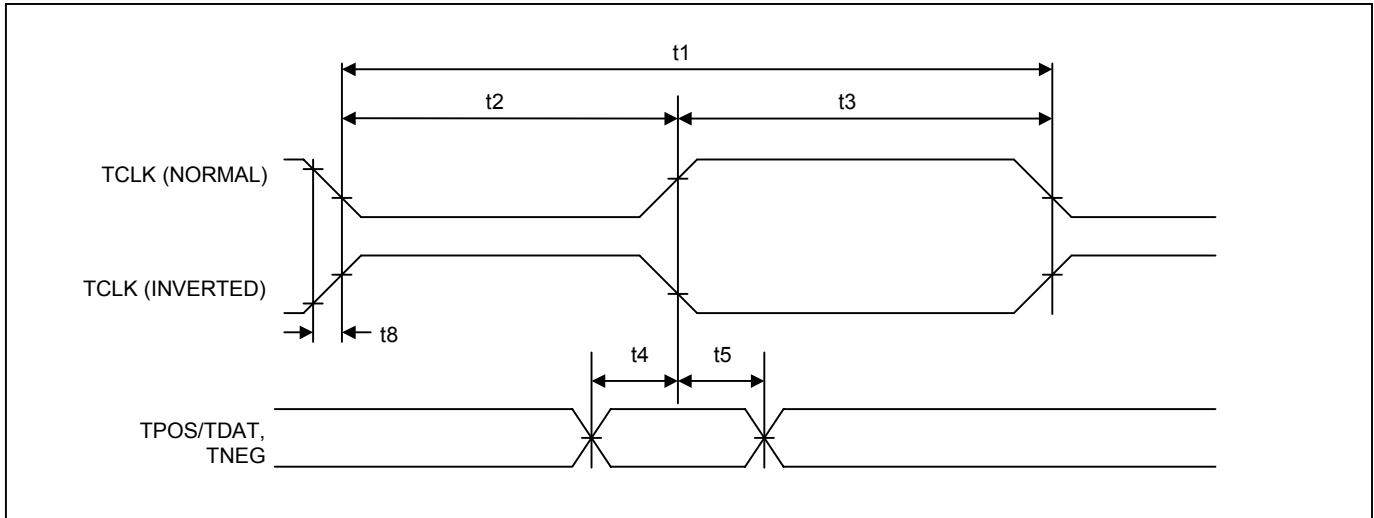 t1
t2
t3
TCLK (NORMAL)
TCLK (INVERTED)
t8
t4
t5
TPOS/TDAT,
TNEG